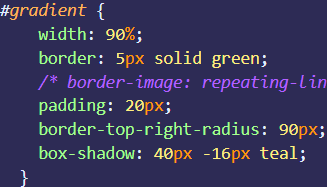 #gradient {
width: 90%;
border: 5px solid green;
/* border-image: repeating-lin
padding: 20px;
border-top-right-radius: 90px;
box-shadow: 40px -16px teal;
}